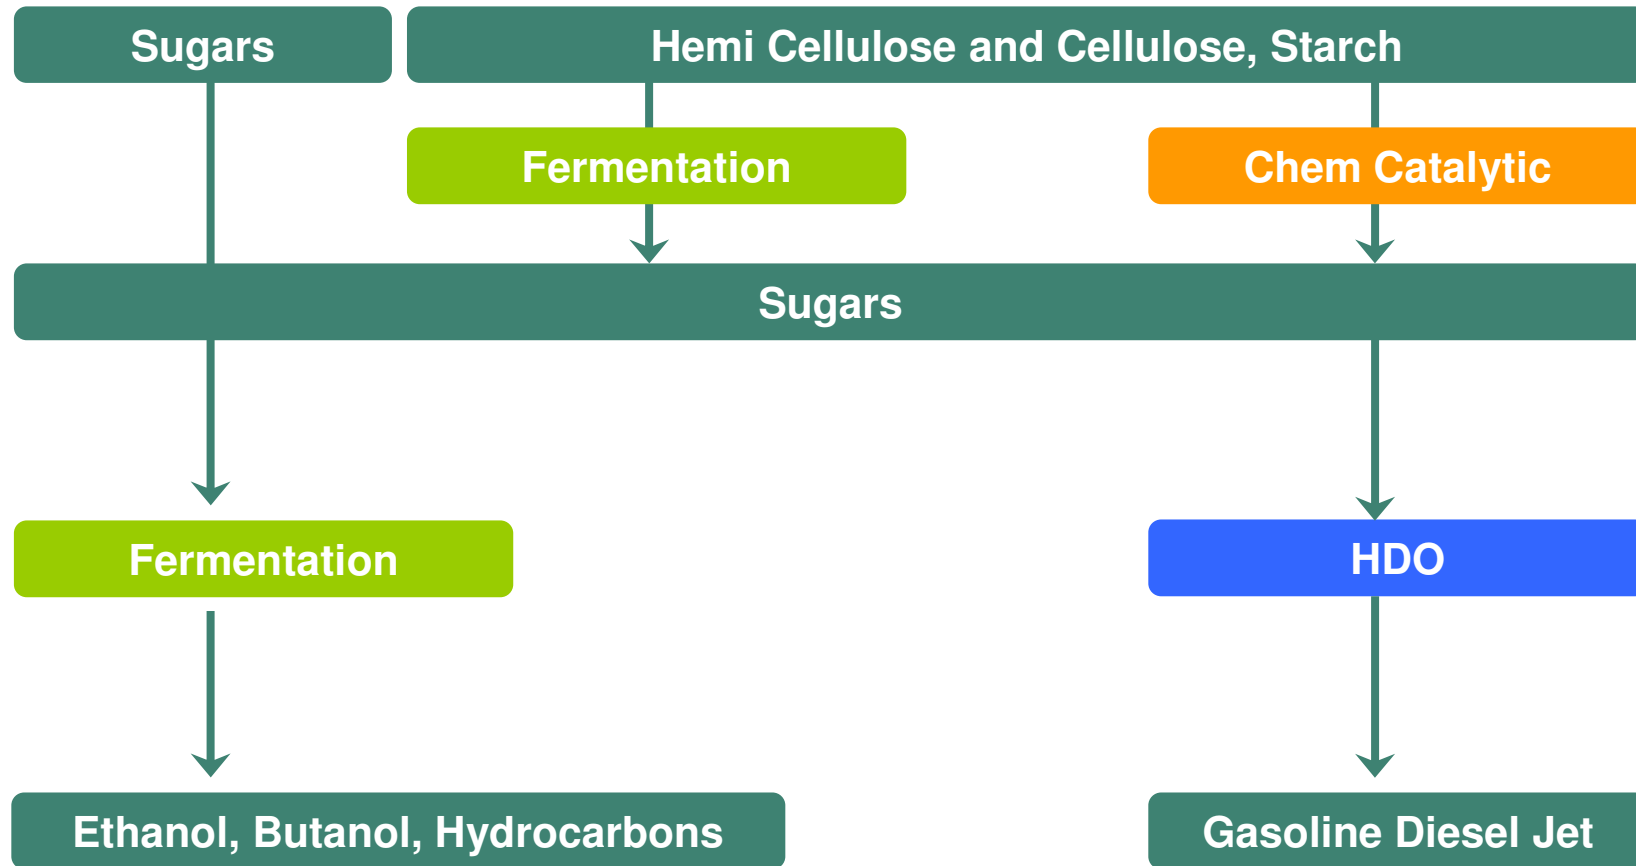 Sugars
Hemi Cellulose and Cellulose, Starch
Fermentation
Chem Catalytic
Sugars
Fermentation
HDO
Ethanol, Butanol, Hydrocarbons
Gasoline Diesel Jet